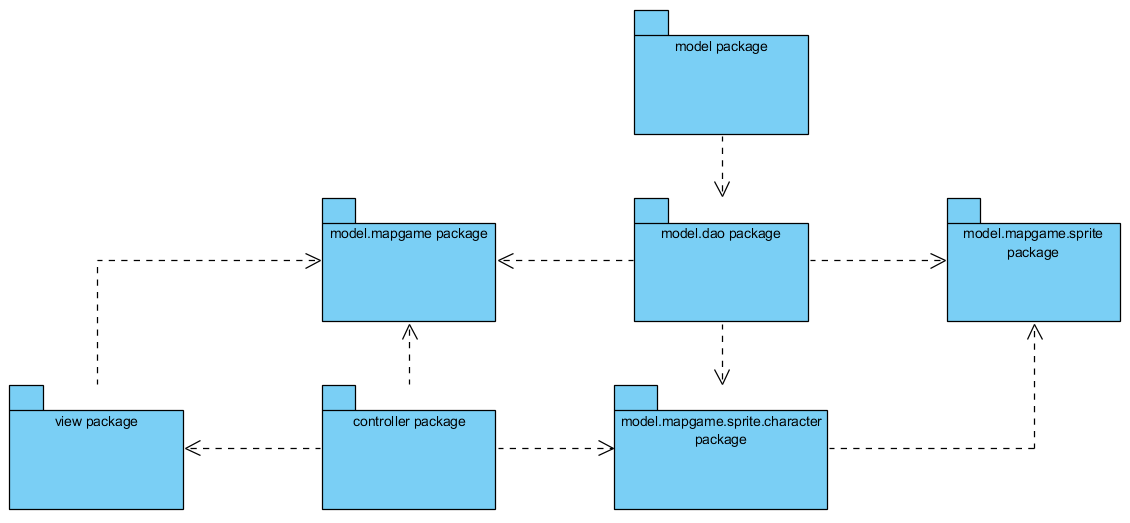 model package
model.mapgame package
model.dao package
model.mapgame.sprite
package
view package
controller package
model.mapgame.sprite.character
package